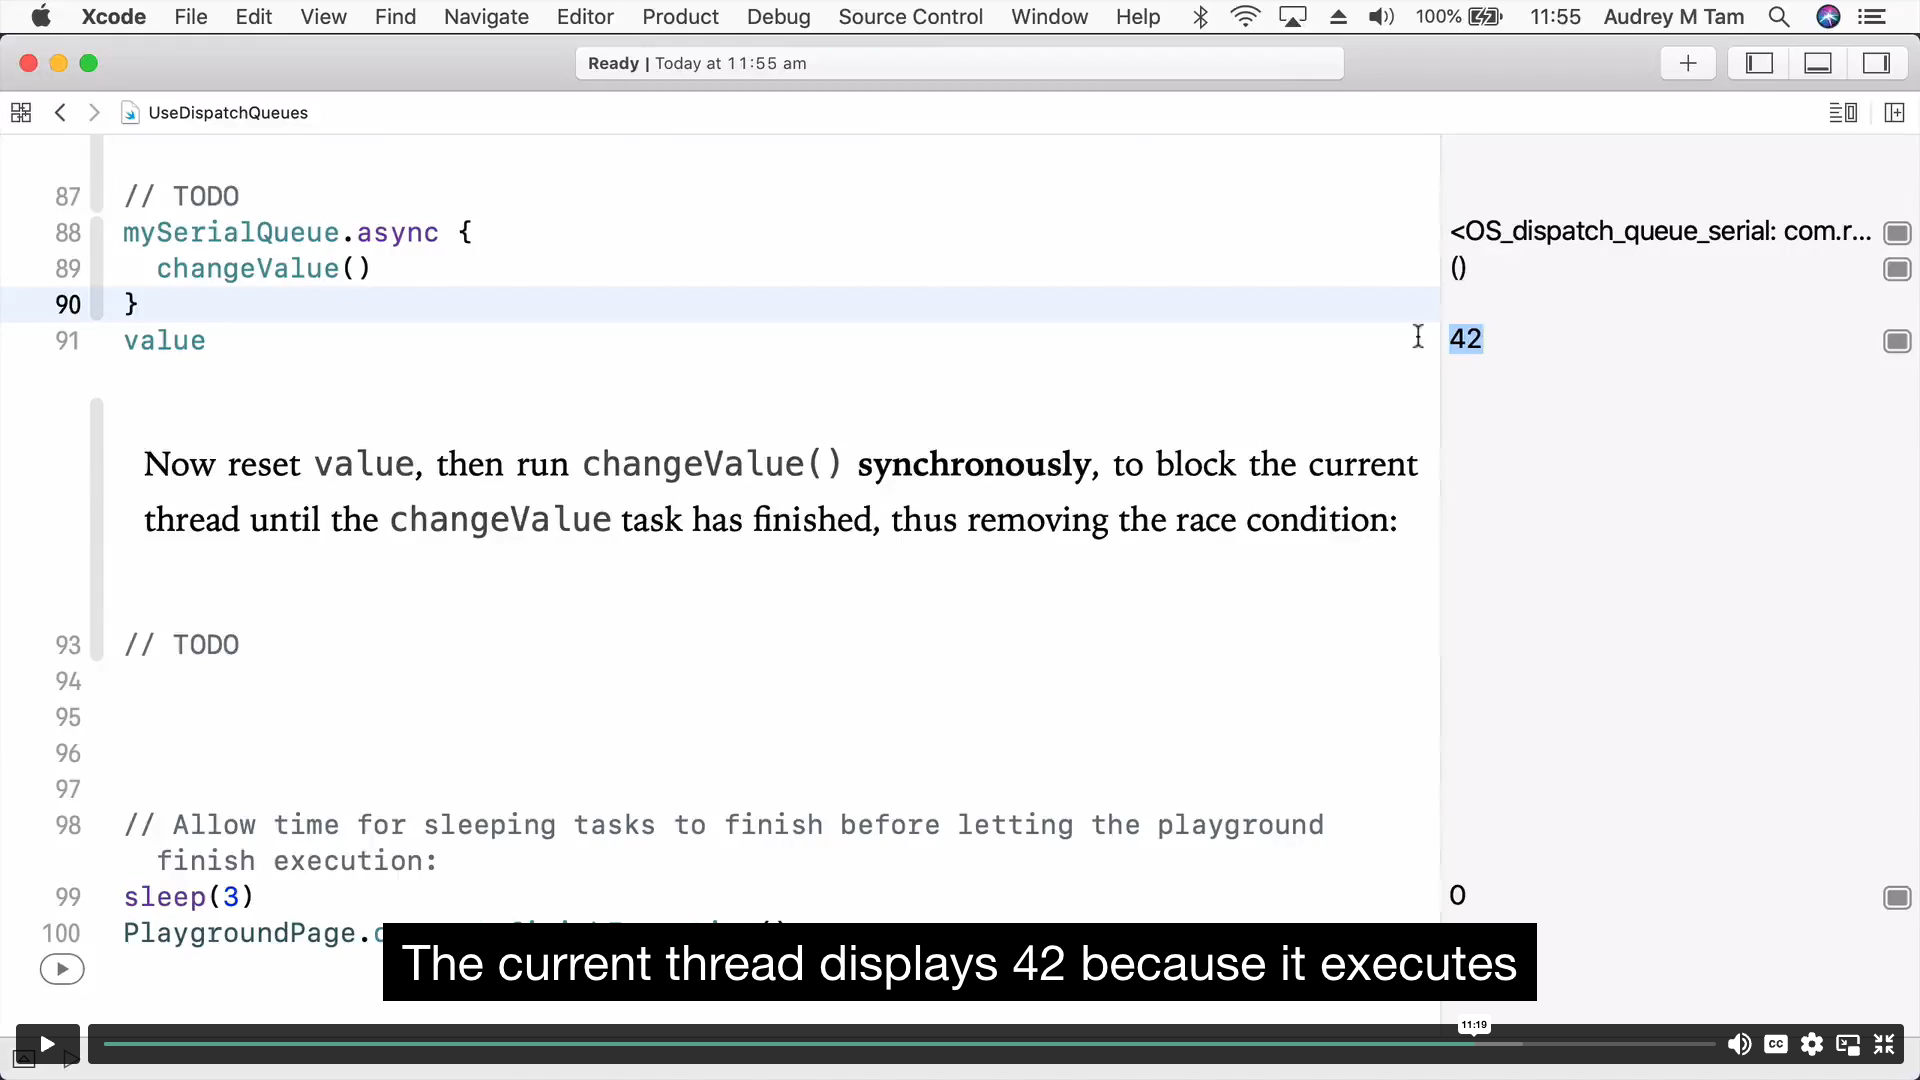 Xcode File Edit View Find Navigate Editor Product Debug Source Control Window Help 100% 11:55 Audrey M Tam
Ready | Today at 11:55 am
UseDispatchQueues
87 // TODO
88 mySerialQueue.async { <OS_dispatch_queue_serial: com.r...
89 changeValue() ()
90 }
91 value 42
Now reset value, then run changeValue() synchronously, to block the current
thread until the changeValue task has finished, thus removing the race condition:
93 // TODO
94
95
96
97
98 // Allow time for sleeping tasks to finish before letting the playground
finish execution:
99 sleep(3) 0
100 PlaygroundPage.
The current thread displays 42 because it executes
11:19
CC